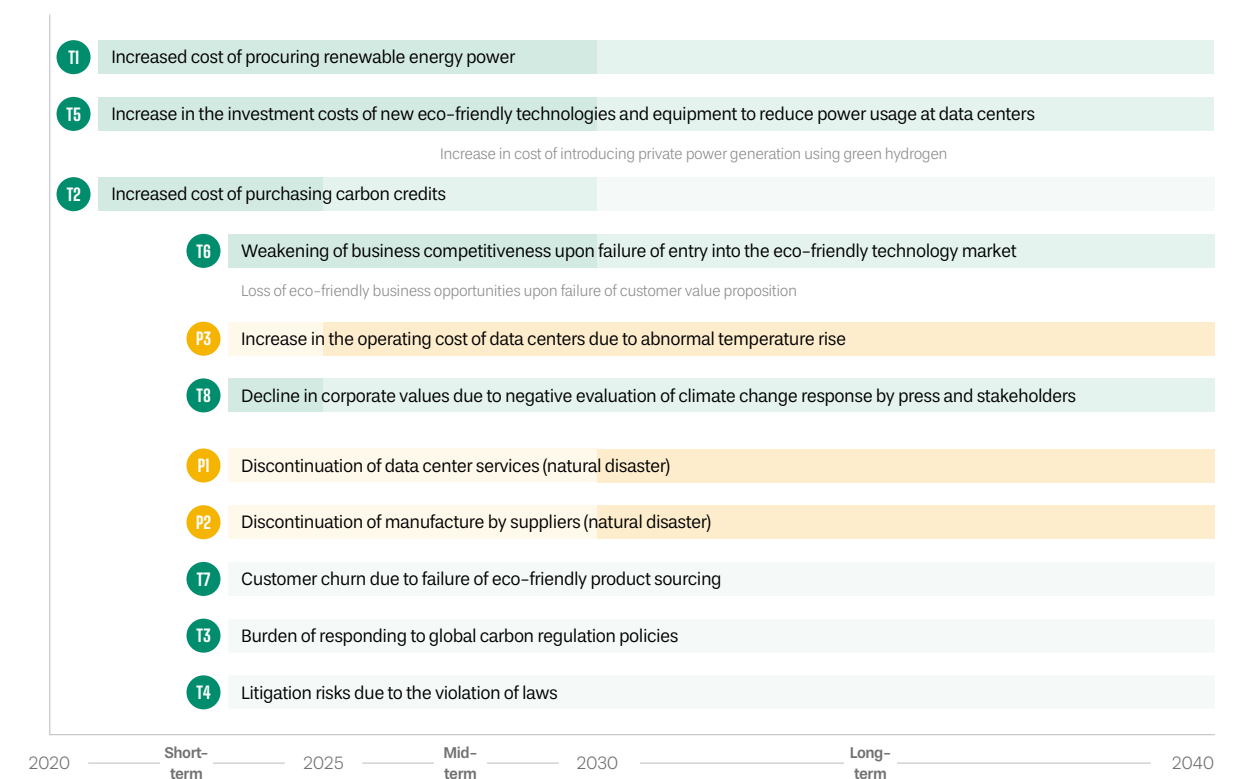 T1 Increased cost of procuring renewable energy power
T5 Increase in the investment costs of new eco-friendly technologies and equipment to reduce power usage at data centers
Increase in cost of introducing private power generation using green hydrogen
T2 Increased cost of purchasing carbon credits
T6 Weakening of business competitiveness upon failure of entry into the eco-friendly technology market
Loss of eco-friendly business opportunities upon failure of customer value proposition
P3 Increase in the operating cost of data centers due to abnormal temperature rise
T8 Decline in corporate values due to negative evaluation of climate change response by press and stakeholders
P1 Discontinuation of data center services (natural disaster)
P2 Discontinuation of manufacture by suppliers (natural disaster)
T7 Customer churn due to failure of eco-friendly product sourcing
T3 Burden of responding to global carbon regulation policies
T4 Litigation risks due to the violation of laws
2020
Short-
term
2025
Mid-
term
2030
Long-
term
2040